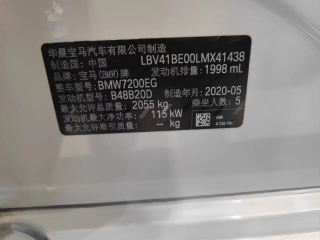 华晨宝马汽车有限公司制造
制造国: 中国 LBV41BE00LMX41438
品牌: 宝马(BMW)牌 发动机排量: 1998 mL
整车型号: BMW7200EG
发动机型号: B48B20D 制造年月: 2020-05
最大允许总质量: 2055 kg 乘坐人数: 5
发动机最大净功率: 115 kW
最大允许牵引质量: -- kg